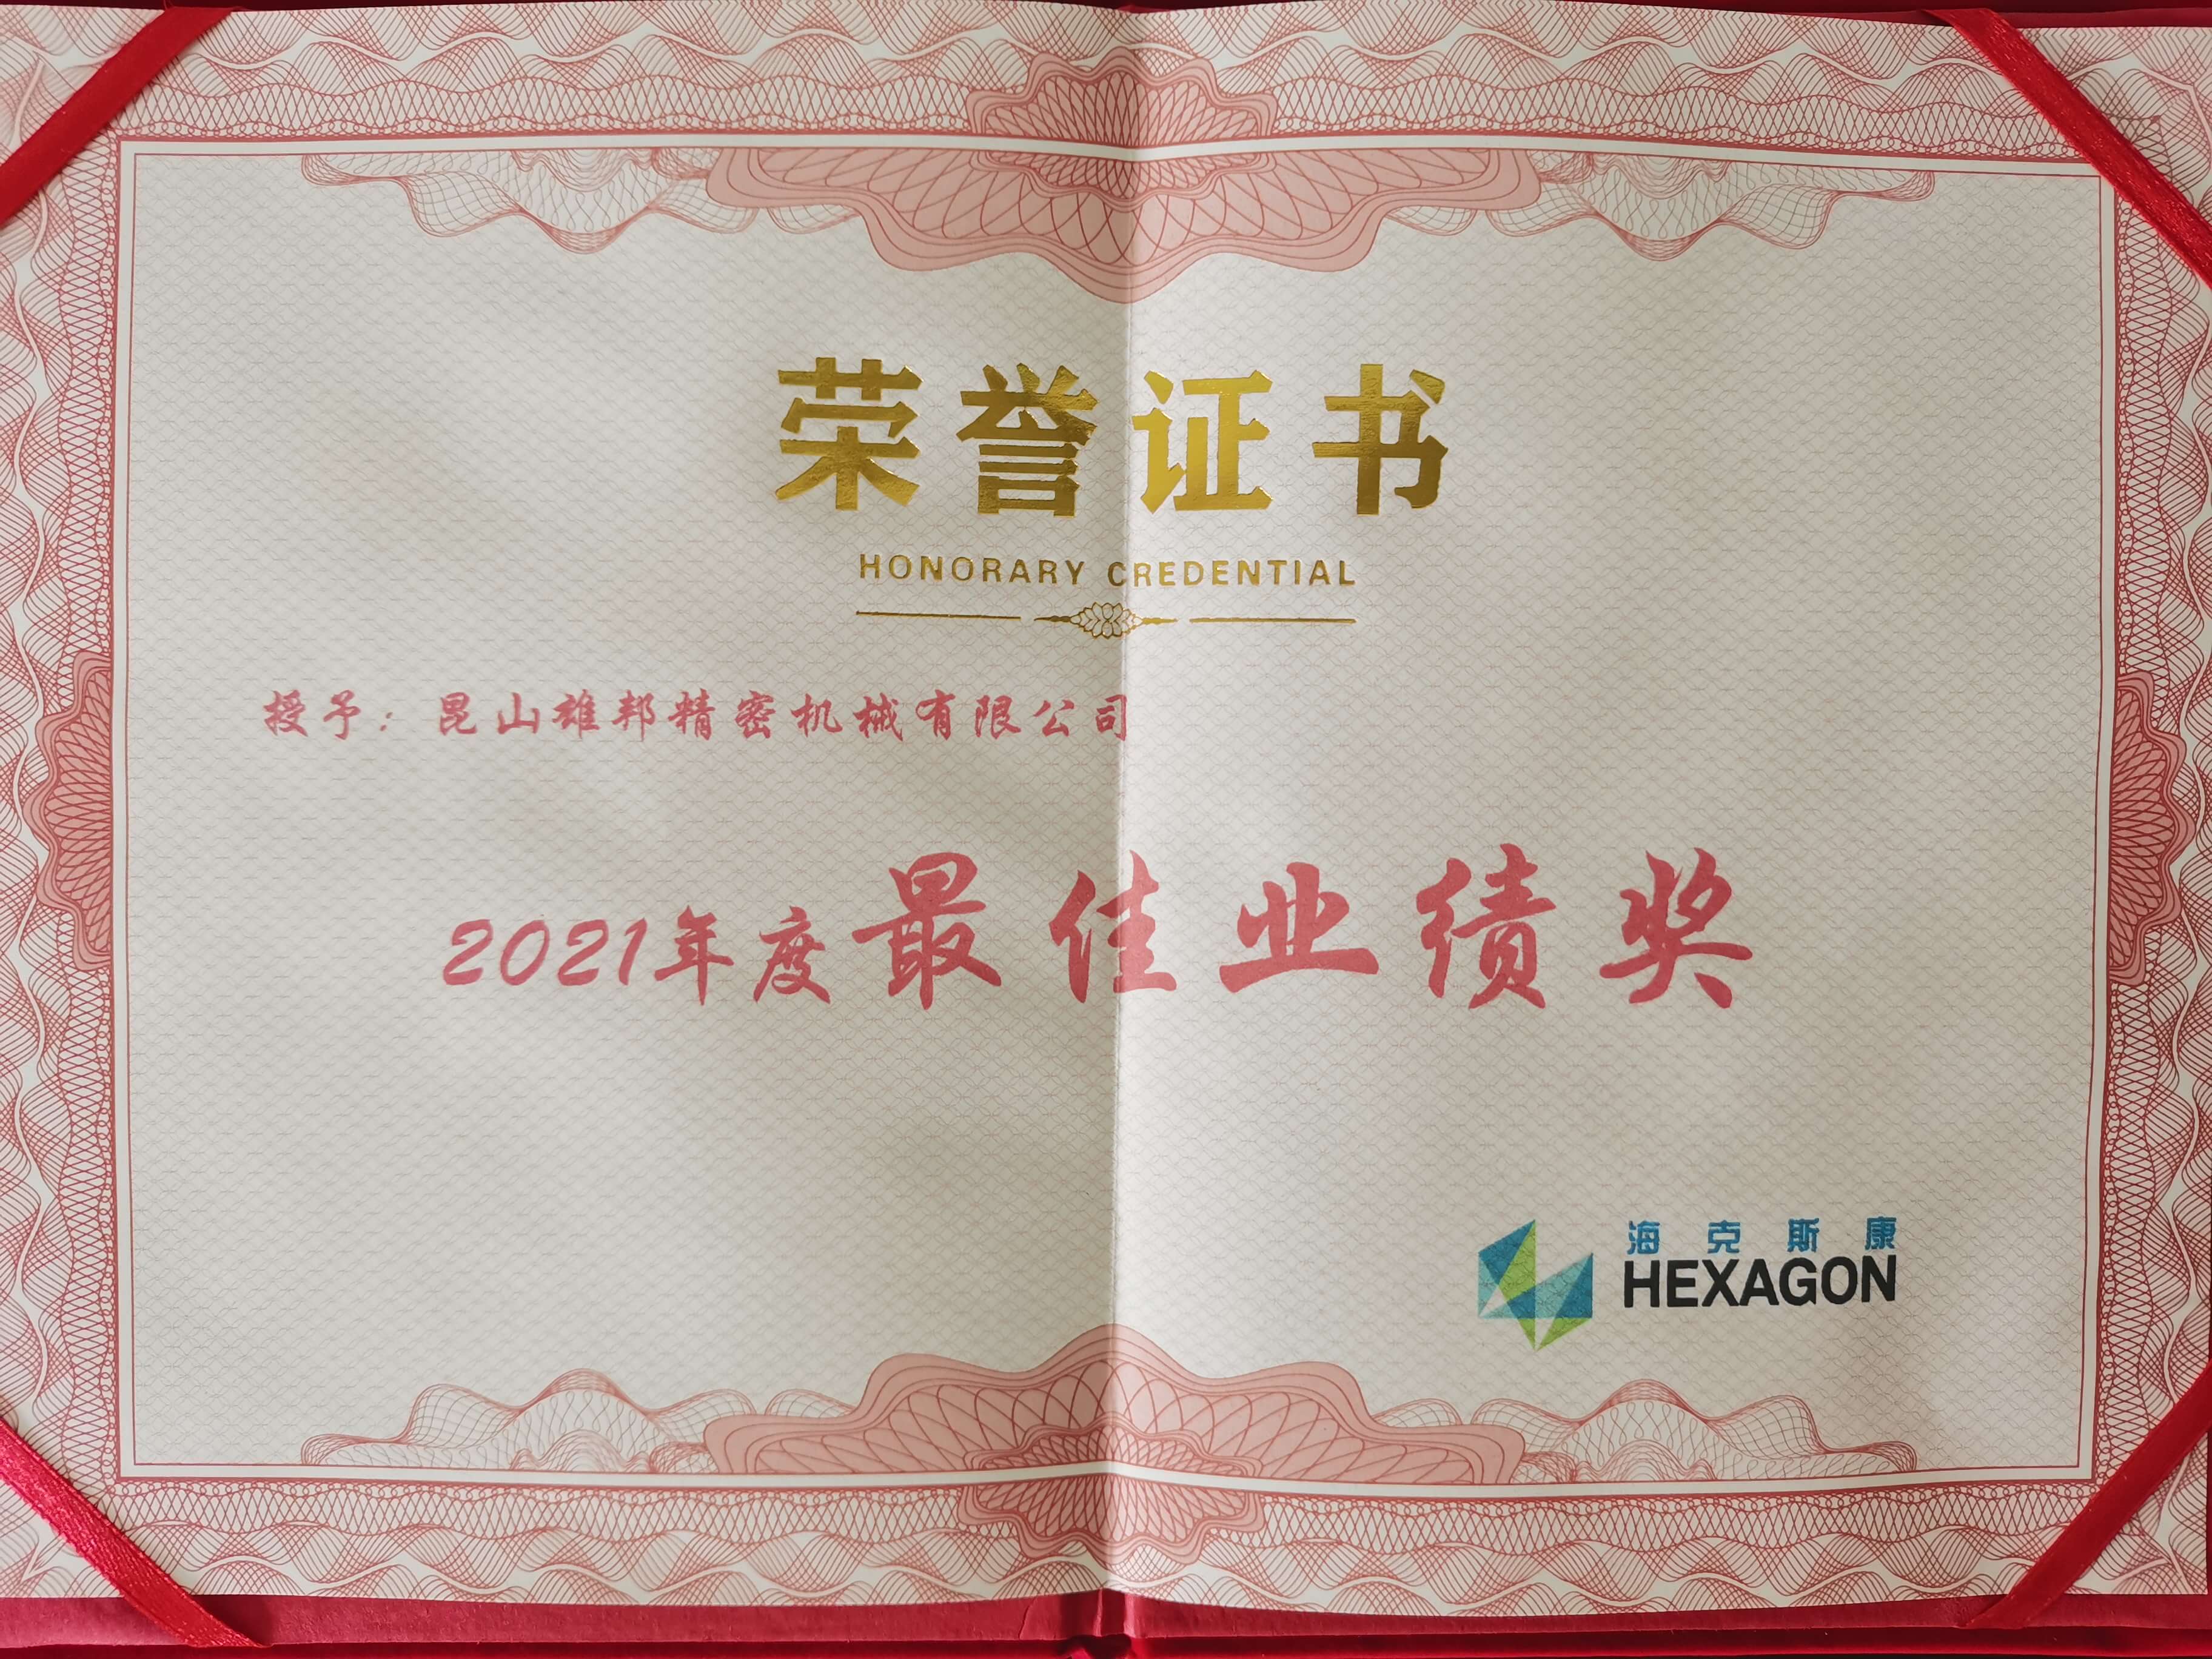 荣誉证书
HONORARY CREDENTIAL
授予：昆山雄邦精密机械有限公司
2021年度最佳业绩奖
海克斯康
HEXAGON